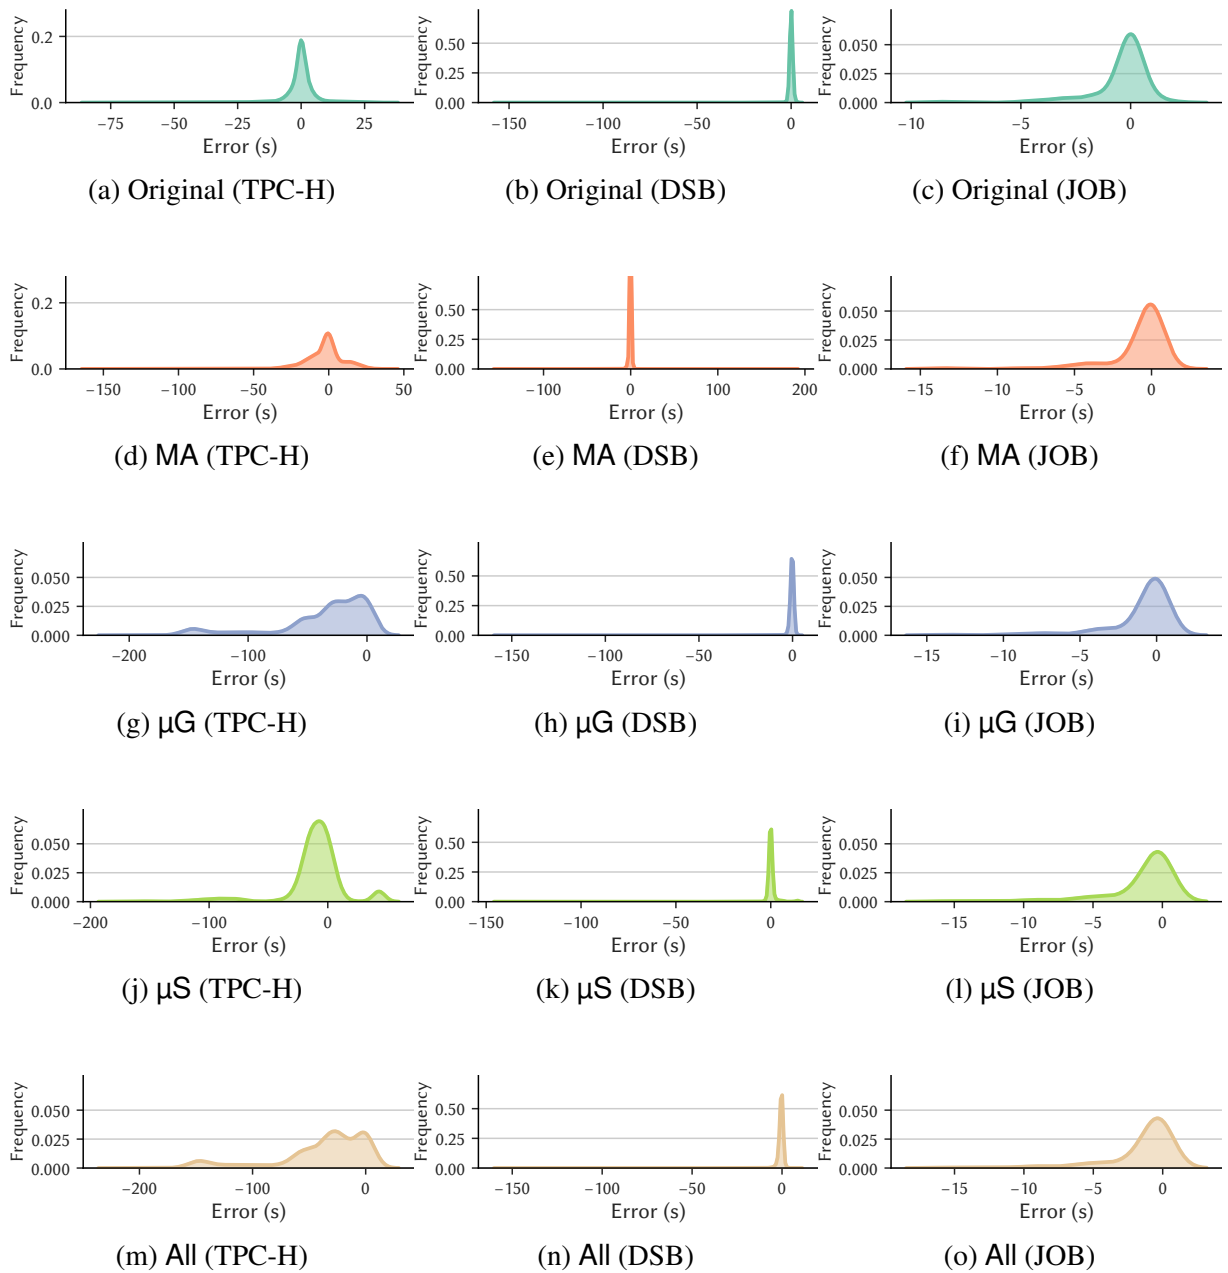 Frequency
0.2
0.0
−75 −50 −25 0 25
Error (s)
(a) Original (TPC-H)
Frequency
0.50
0.25
0.00
−150 −100 −50 0
Error (s)
(b) Original (DSB)
Frequency
0.050
0.025
0.000
−10 −5 0
Error (s)
(c) Original (JOB)
Frequency
0.2
0.0
−150 −100 −50 0 50
Error (s)
(d) MA (TPC-H)
Frequency
0.50
0.25
0.00
−100 0 100 200
Error (s)
(e) MA (DSB)
Frequency
0.050
0.025
0.000
−15 −10 −5 0
Error (s)
(f) MA (JOB)
Frequency
0.050
0.025
0.000
−200 −100 0
Error (s)
(g) μG (TPC-H)
Frequency
0.50
0.25
0.00
−150 −100 −50 0
Error (s)
(h) μG (DSB)
Frequency
0.050
0.025
0.000
−15 −10 −5 0
Error (s)
(i) μG (JOB)
Frequency
0.050
0.025
0.000
−200 −100 0
Error (s)
(j) μS (TPC-H)
Frequency
0.50
0.25
0.00
−150 −100 −50 0
Error (s)
(k) μS (DSB)
Frequency
0.050
0.025
0.000
−15 −10 −5 0
Error (s)
(l) μS (JOB)
Frequency
0.050
0.025
0.000
−200 −100 0
Error (s)
(m) All (TPC-H)
Frequency
0.50
0.25
0.00
−150 −100 −50 0
Error (s)
(n) All (DSB)
Frequency
0.050
0.025
0.000
−15 −10 −5 0
Error (s)
(o) All (JOB)